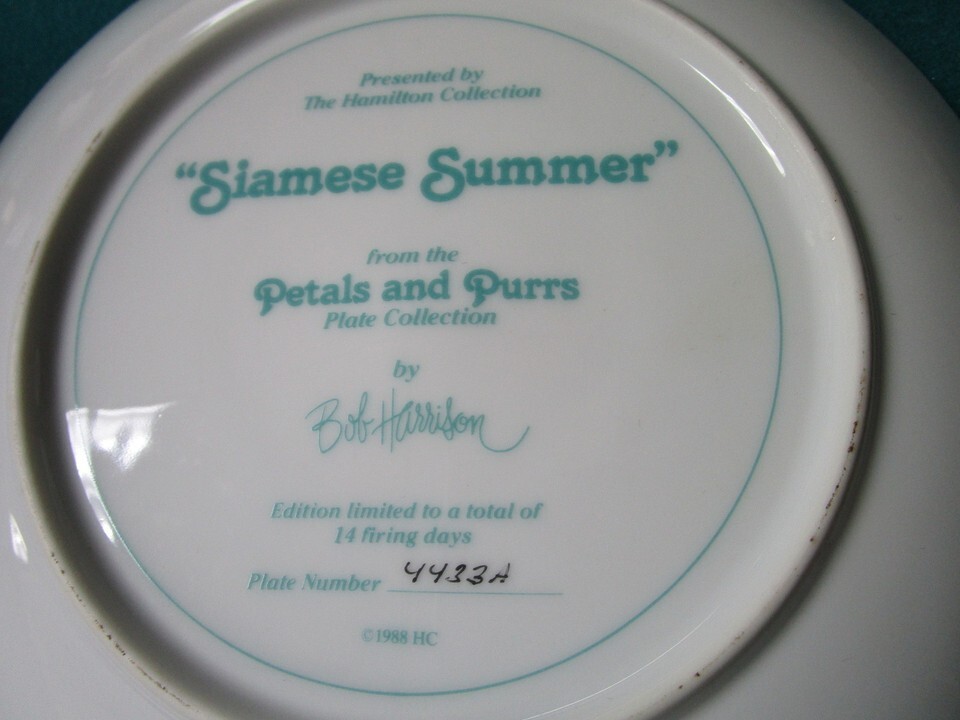 Presented by
The Hamilton Collection
“Siamese Summer”
from the
Petals and Purrs
Plate Collection
by
Bob Harrison
Edition limited to a total of
14 firing days
Plate Number 4433A
©1988 HC